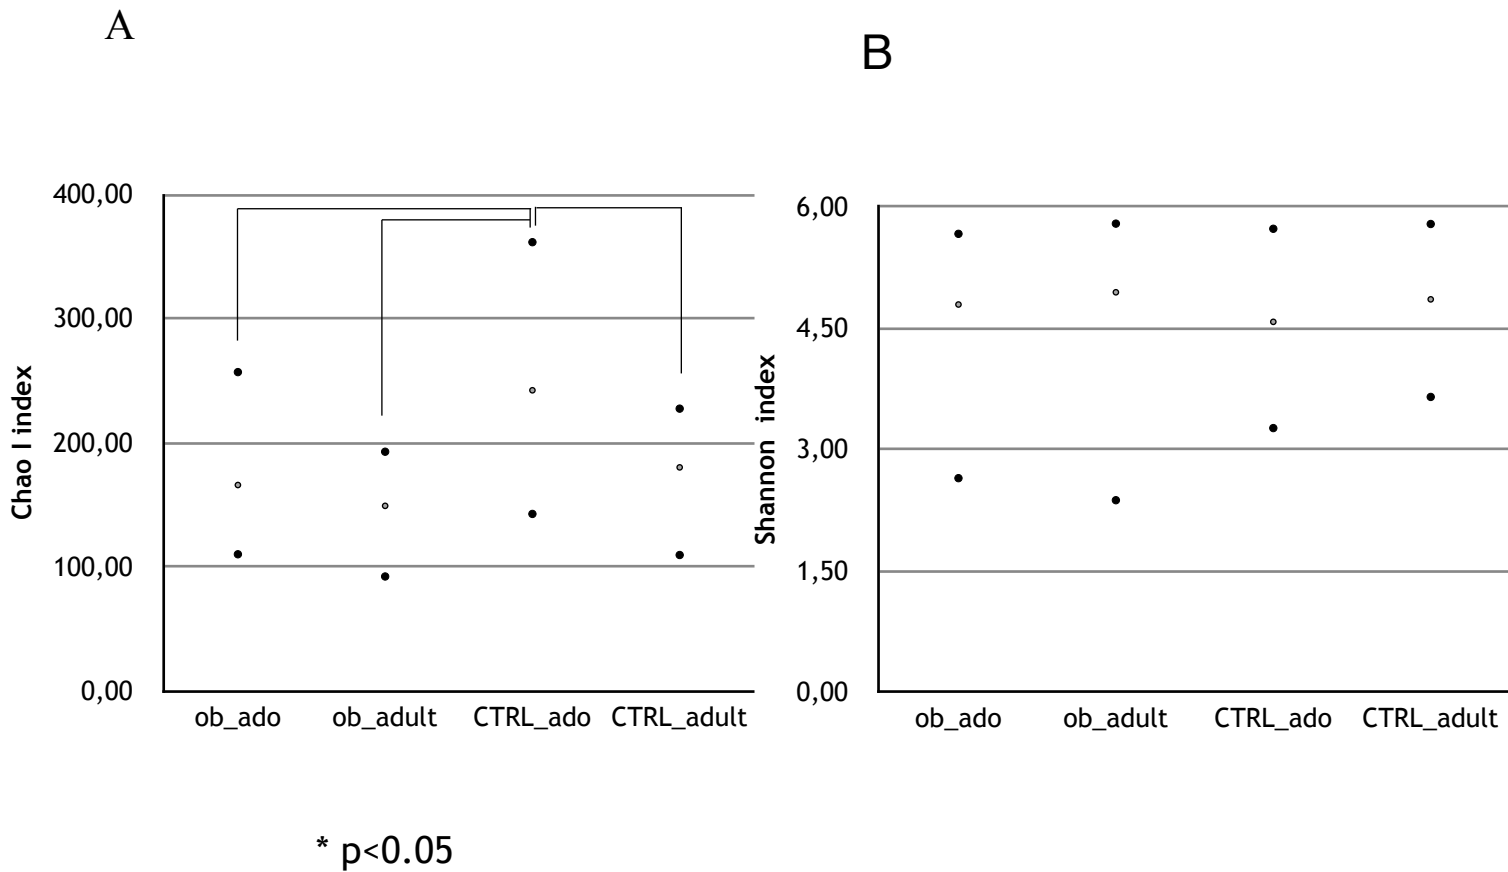 A
B
400,00
300,00
200,00
100,00
0,00
Chao I index
ob_ado ob_adult CTRL_ado CTRL_adult
6,00
4,50
3,00
1,50
0,00
Shannon index
ob_ado ob_adult CTRL_ado CTRL_adult
* p<0.05